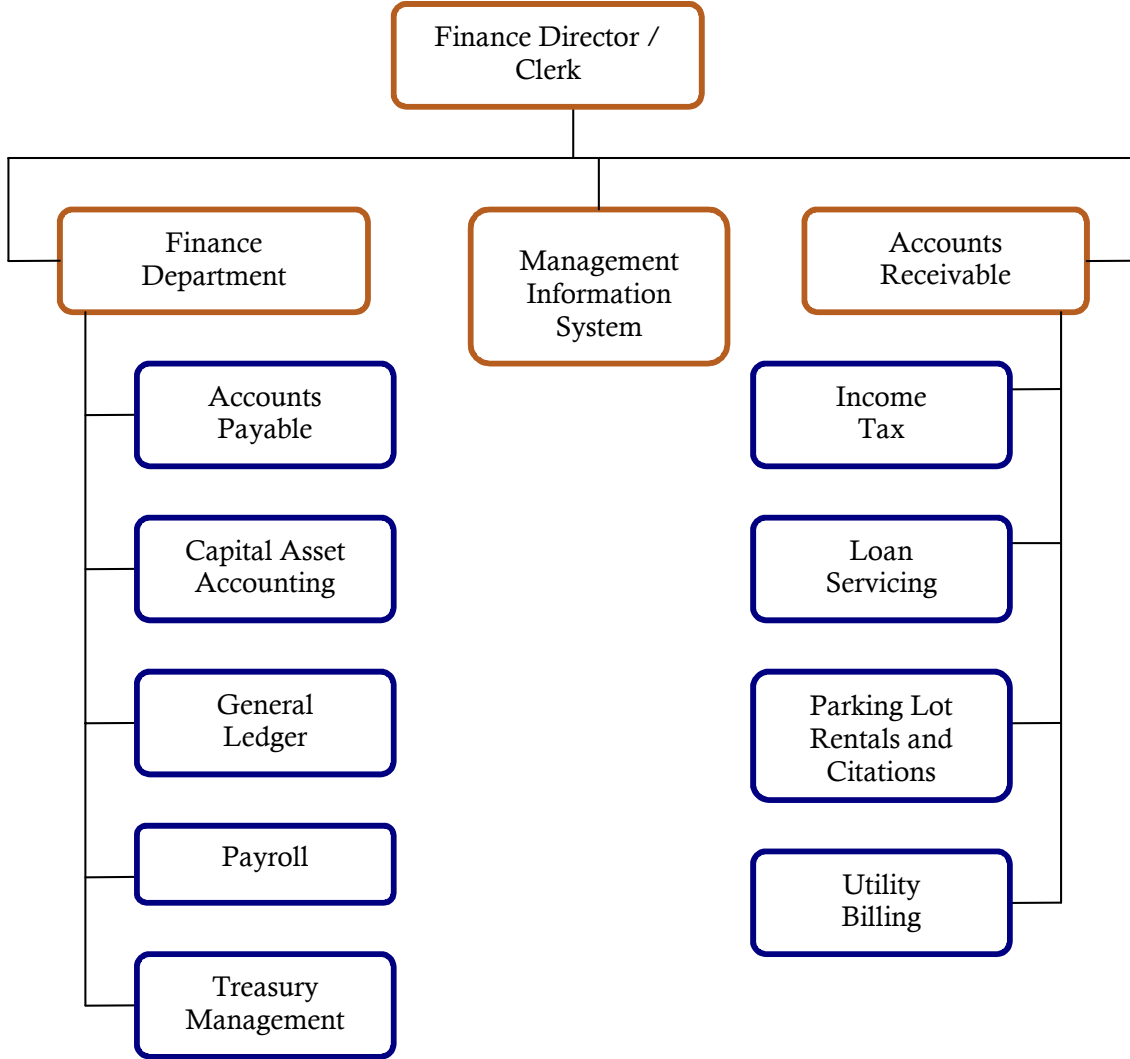 Finance Director /
Clerk
Finance
Department
Management
Information
System
Accounts
Receivable
Accounts
Payable
Capital Asset
Accounting
General
Ledger
Payroll
Treasury
Management
Income
Tax
Loan
Servicing
Parking Lot
Rentals and
Citations
Utility
Billing